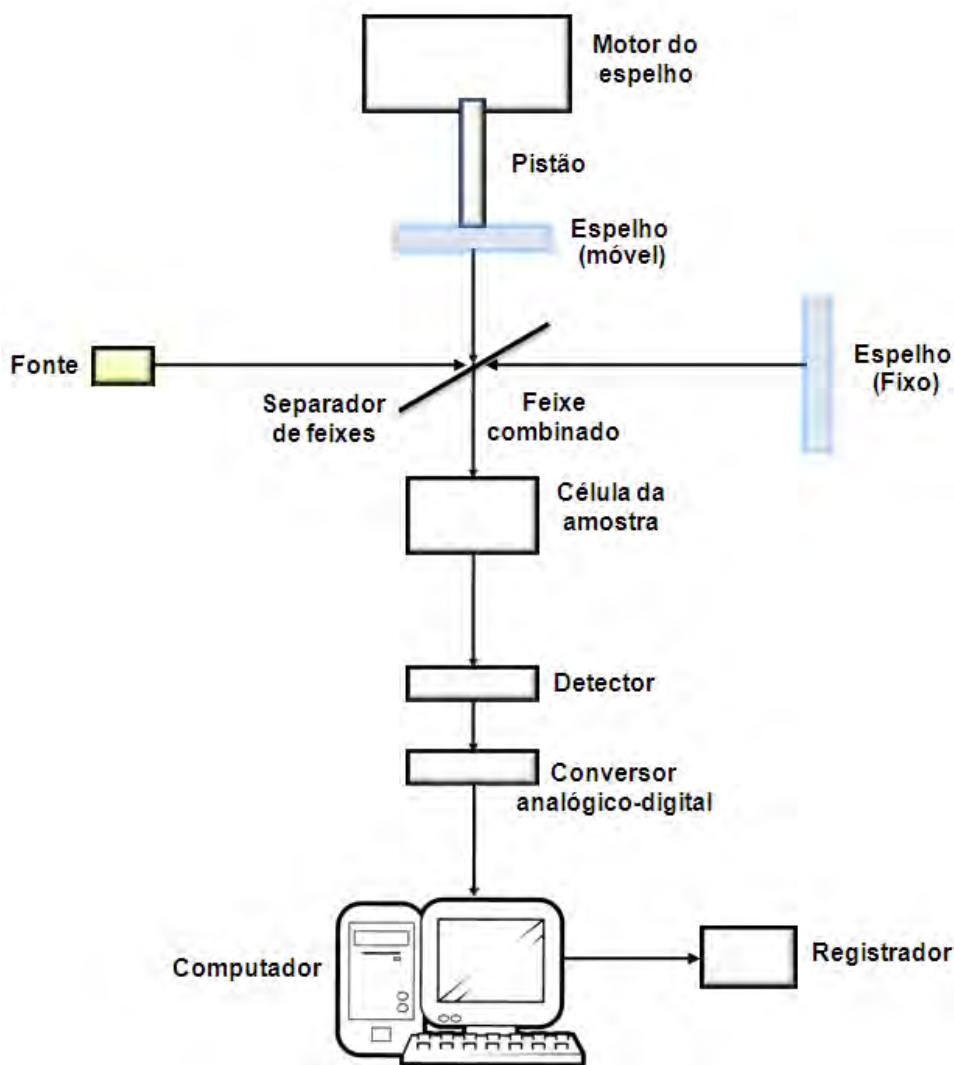 Motor do
espelho
Pistão
Espelho
(móvel)
Fonte
Espelho
(Fixo)
Separador
de feixes
Feixe
combinado
Célula da
amostra
Detector
Conversor
analógico-digital
Computador
Registrador